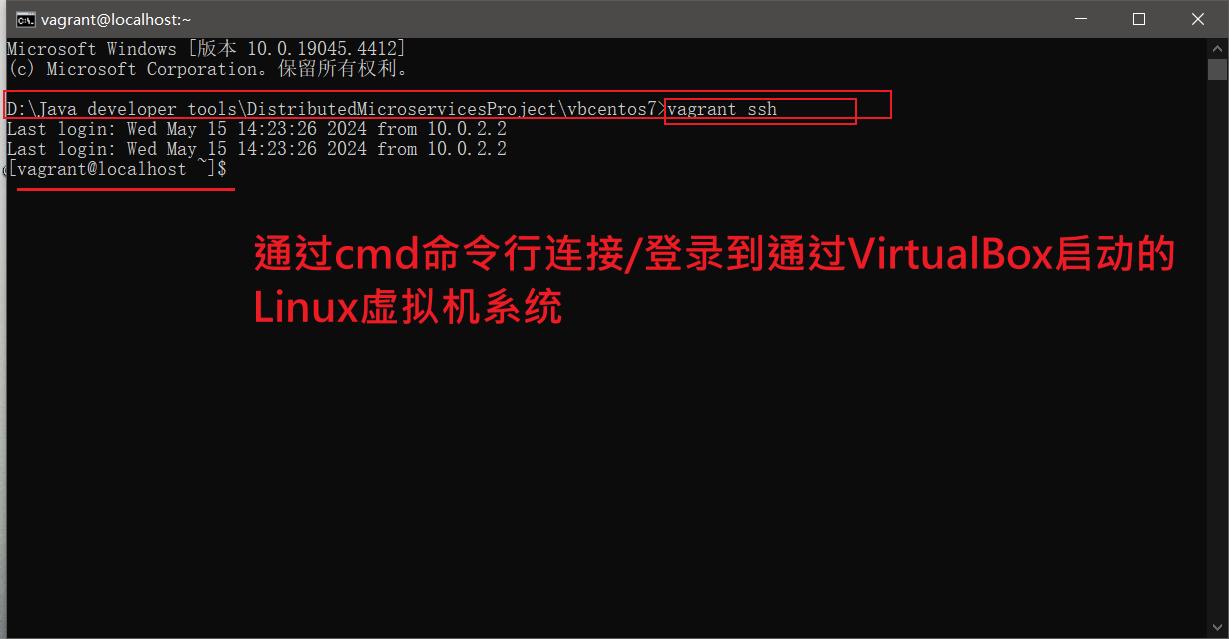 vagrant@localhost:~
Microsoft Windows [版本 10.0.19045.4412]
(c) Microsoft Corporation。保留所有权利。
D:\Java developer tools\DistributedMicroservicesProject\vbcentos7>vagrant ssh
Last login: Wed May 15 14:23:26 2024 from 10.0.2.2
Last login: Wed May 15 14:23:26 2024 from 10.0.2.2
[vagrant@localhost ~]$
通过cmd命令行连接/登录到通过VirtualBox启动的
Linux虚拟机系统